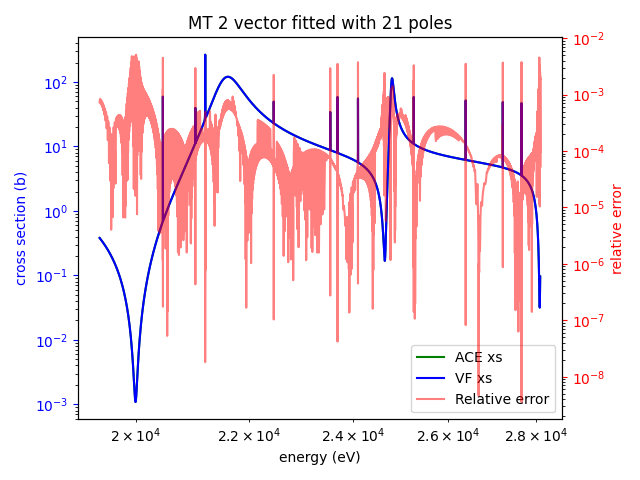 MT 2 vector fitted with 21 poles
cross section (b)
10^2
10^1
10^0
10^-1
10^-2
10^-3
10^-2
10^-3
10^-4
10^-5
10^-6
10^-7
10^-8
relative error
ACE xs
VF xs
Relative error
2 × 10^4 2.2 × 10^4 2.4 × 10^4 2.6 × 10^4 2.8 × 10^4
energy (eV)